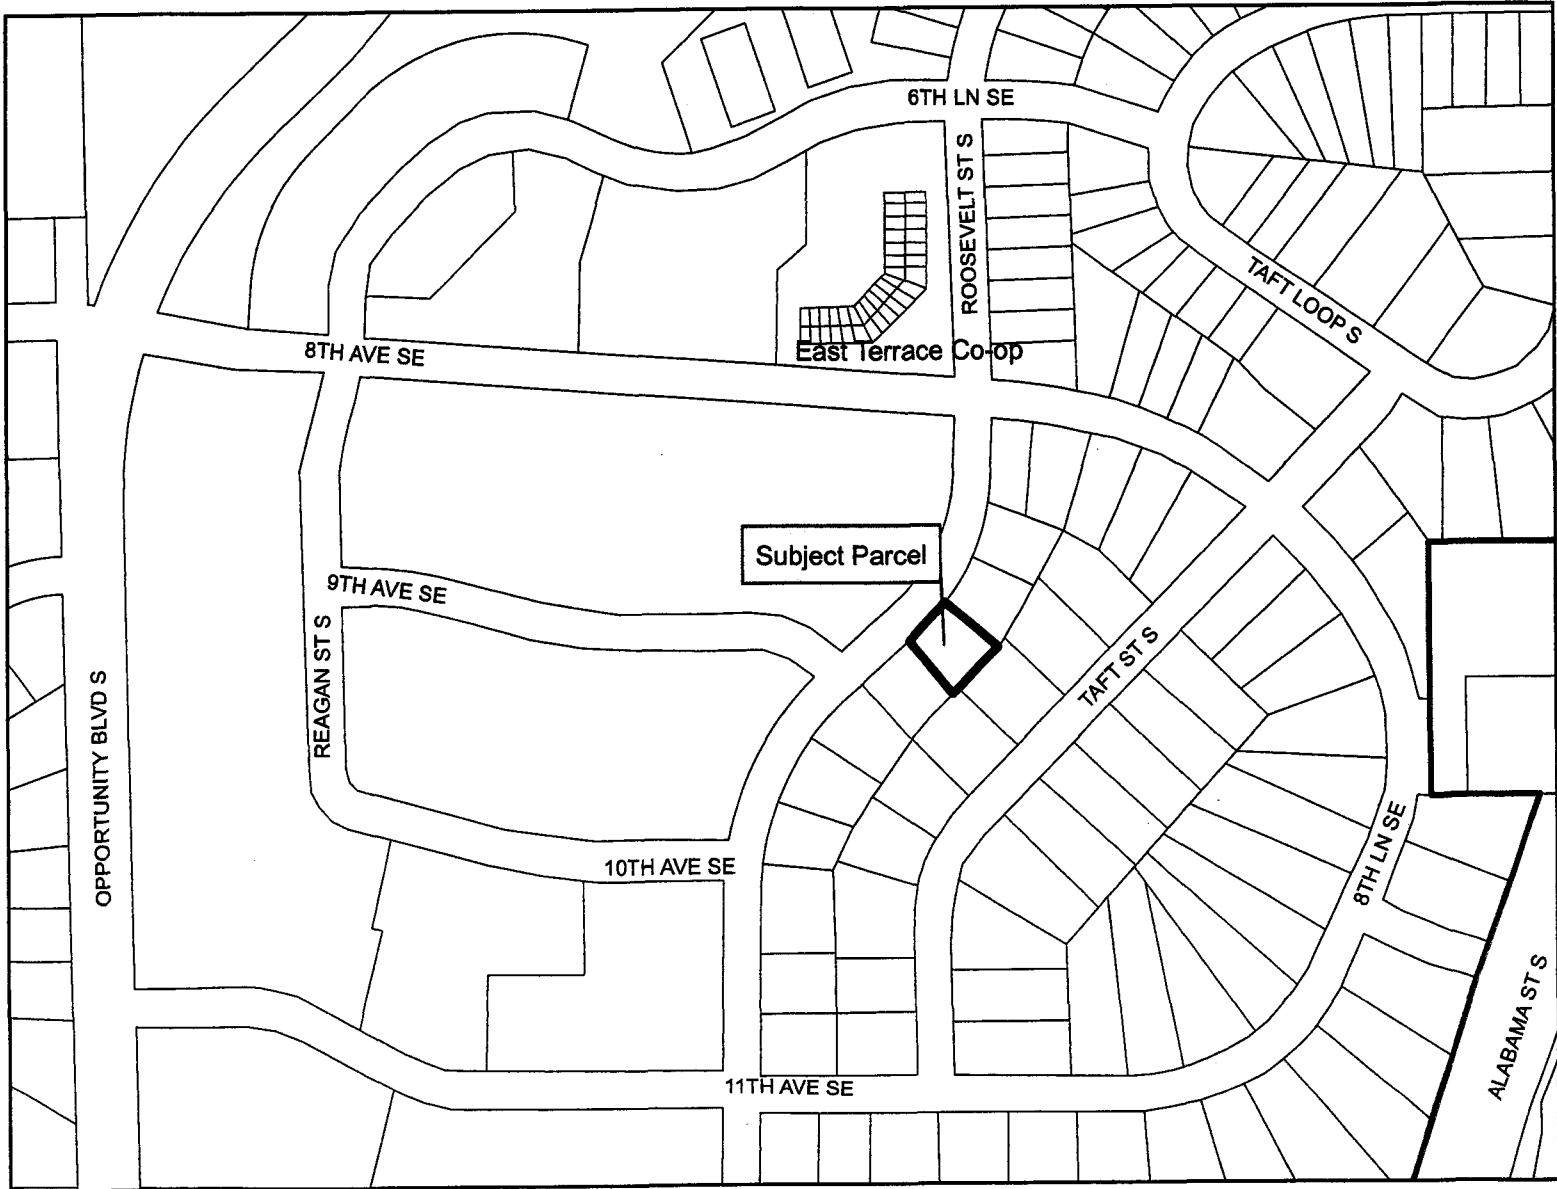 6TH LN SE
ROOSEVELT ST S
TAFT LOOP S
8TH AVE SE
East Terrace Co-op
Subject Parcel
9TH AVE SE
REAGAN ST S
TAFT ST S
OPPORTUNITY BLVD S
10TH AVE SE
8TH LN SE
ALABAMA ST S
11TH AVE SE